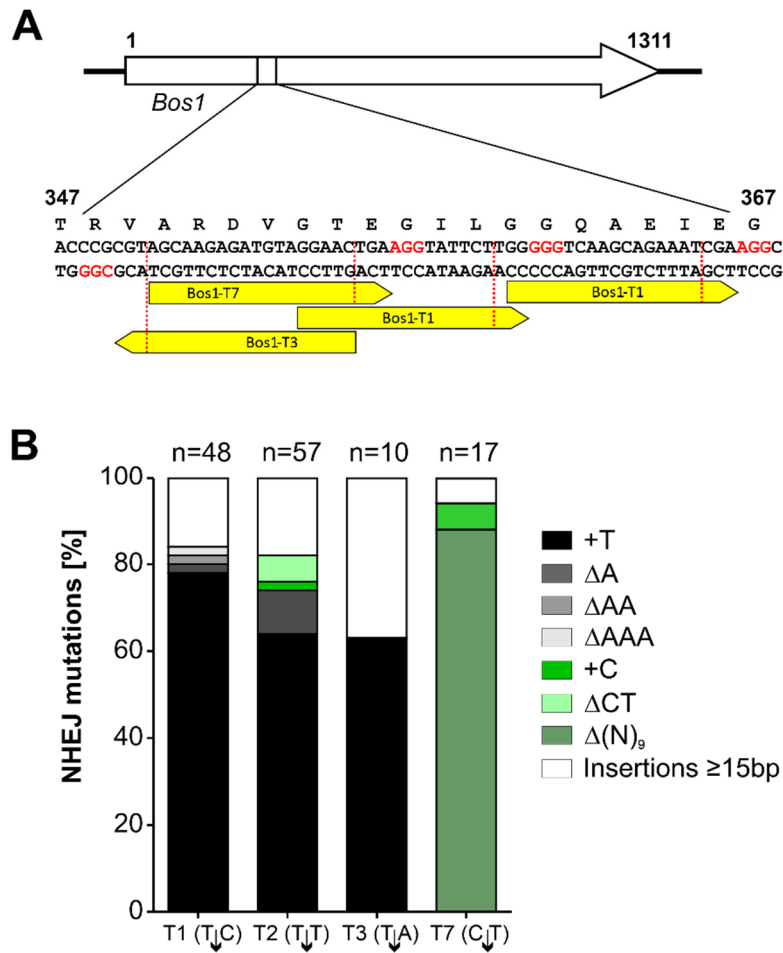 A
1
1311
Bos1
347
367
T R V A R D V G T E G I L G G Q A E I E G
ACCCGCGTAGCAAGAGATGTAGGAACTGAAGGTATTCTTGGGGGTCAAGCAGAAATCGAAGGC
TGGGCGCATCGTTCTCTACATCCTTGACTTCCATAAGAACCCCCAGTTCGTCTTTAGCTTCCG
Bos1-T7
Bos1-T1
Bos1-T1
Bos1-T3
B
n=48 n=57 n=10 n=17
NHEJ mutations [%]
100
80
60
40
20
0
T1 (T↓C) T2 (T↓T) T3 (T↓A) T7 (C↓T)
+T
ΔA
ΔAA
ΔAAA
+C
ΔCT
Δ(N)₉
Insertions ≥15bp